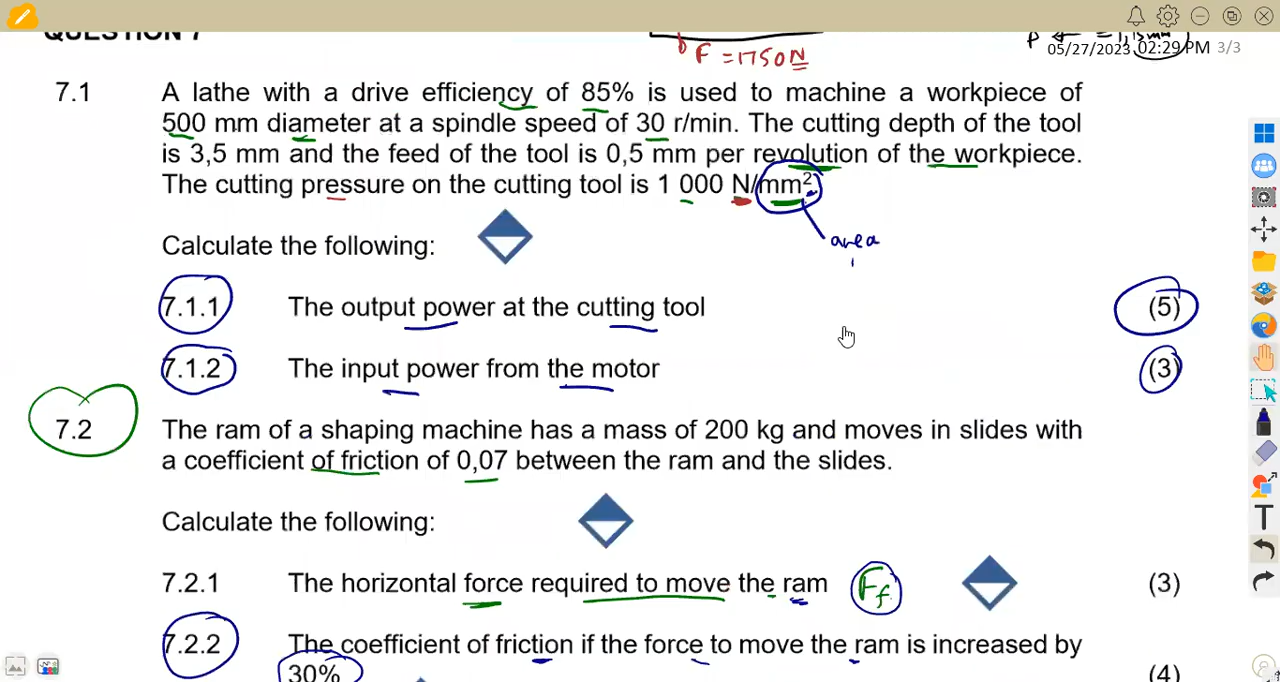 QUESTION 7
F = 1750N
P = 1,15mm
05/27/2023 02:29 PM 3/3
7.1 A lathe with a drive efficiency of 85% is used to machine a workpiece of
500 mm diameter at a spindle speed of 30 r/min. The cutting depth of the tool
is 3,5 mm and the feed of the tool is 0,5 mm per revolution of the workpiece.
The cutting pressure on the cutting tool is 1 000 N/mm².
area
Calculate the following:
7.1.1 The output power at the cutting tool (5)
7.1.2 The input power from the motor (3)
7.2 The ram of a shaping machine has a mass of 200 kg and moves in slides with
a coefficient of friction of 0,07 between the ram and the slides.
Calculate the following:
7.2.1 The horizontal force required to move the ram Ff (3)
7.2.2 The coefficient of friction if the force to move the ram is increased by
30% (4)
T